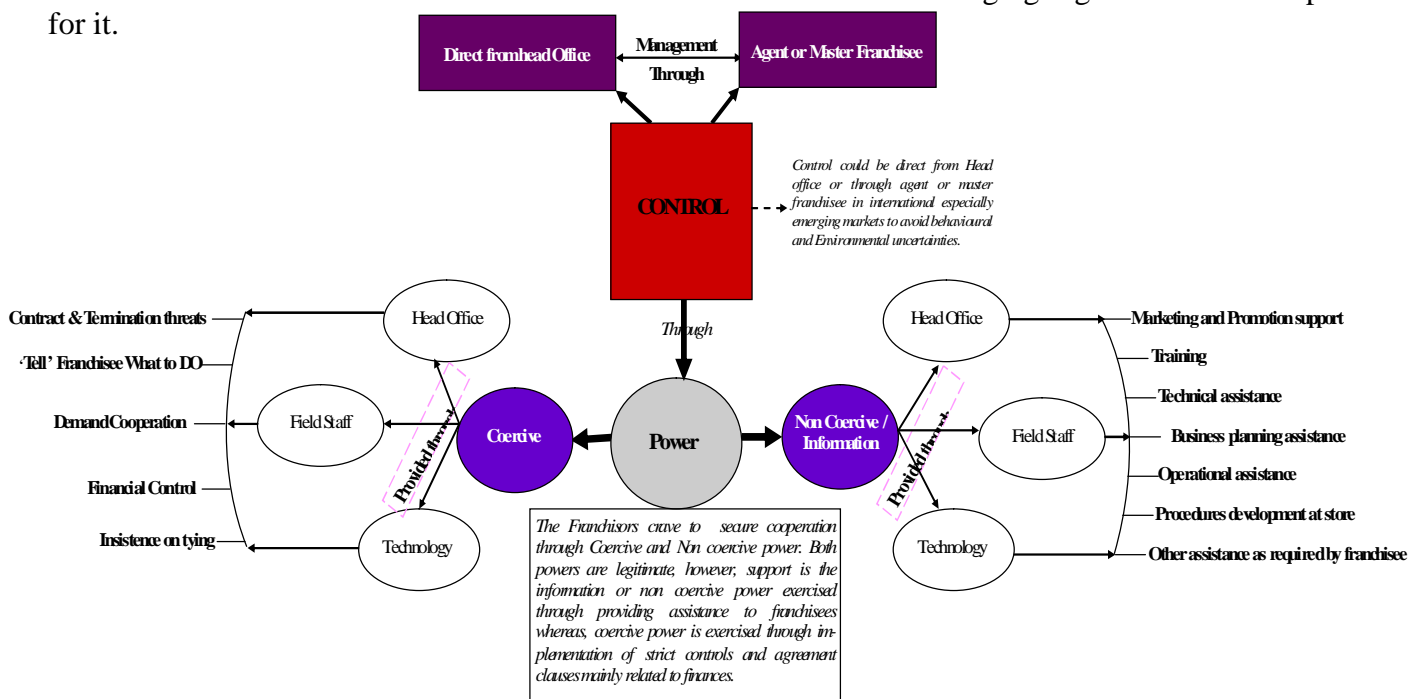 for it.
Direct fromhead Office
Management
Through
Agent or Master Franchisee
CONTROL
Control could be direct from Head
office or through agent or master
franchisee in international especially
emerging markets to avoid behavioural
and Environmental uncertainties.
Through
Contract & Termination threats
‘Tell’ Franchisee What to DO
Demand Cooperation
Financial Control
Insistence on tying
Head Office
Field Staff
Technology
Provided through
Coercive
Power
Non Coercive /
Information
Provided through
Head Office
Field Staff
Technology
Marketing and Promotion support
Training
Technical assistance
Business planning assistance
Operational assistance
Procedures development at store
Other assistance as required by franchisee
The Franchisors crave to secure cooperation
through Coercive and Non coercive power. Both
powers are legitimate, however, support is the
information or non coercive power exercised
through providing assistance to franchisees
whereas, coercive power is exercised through im-
plementation of strict controls and agreement
clauses mainly related to finances.